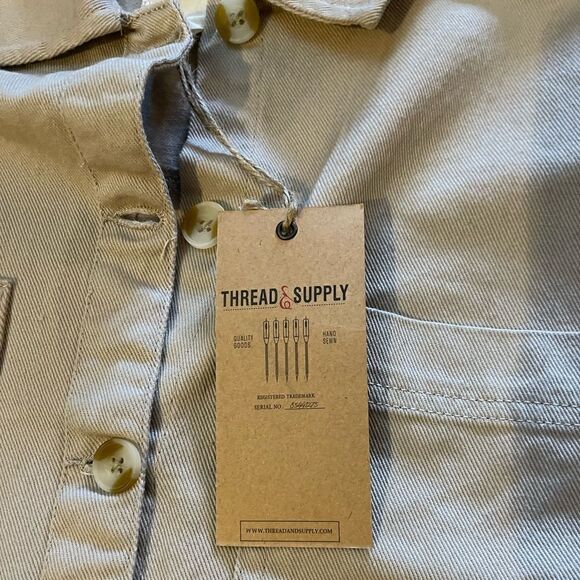 THREAD & SUPPLY
QUALITY GOODS
HAND SEWN
REGISTERED TRADEMARK
SERIAL NO.
WWW.THREADANDSUPPLY.COM